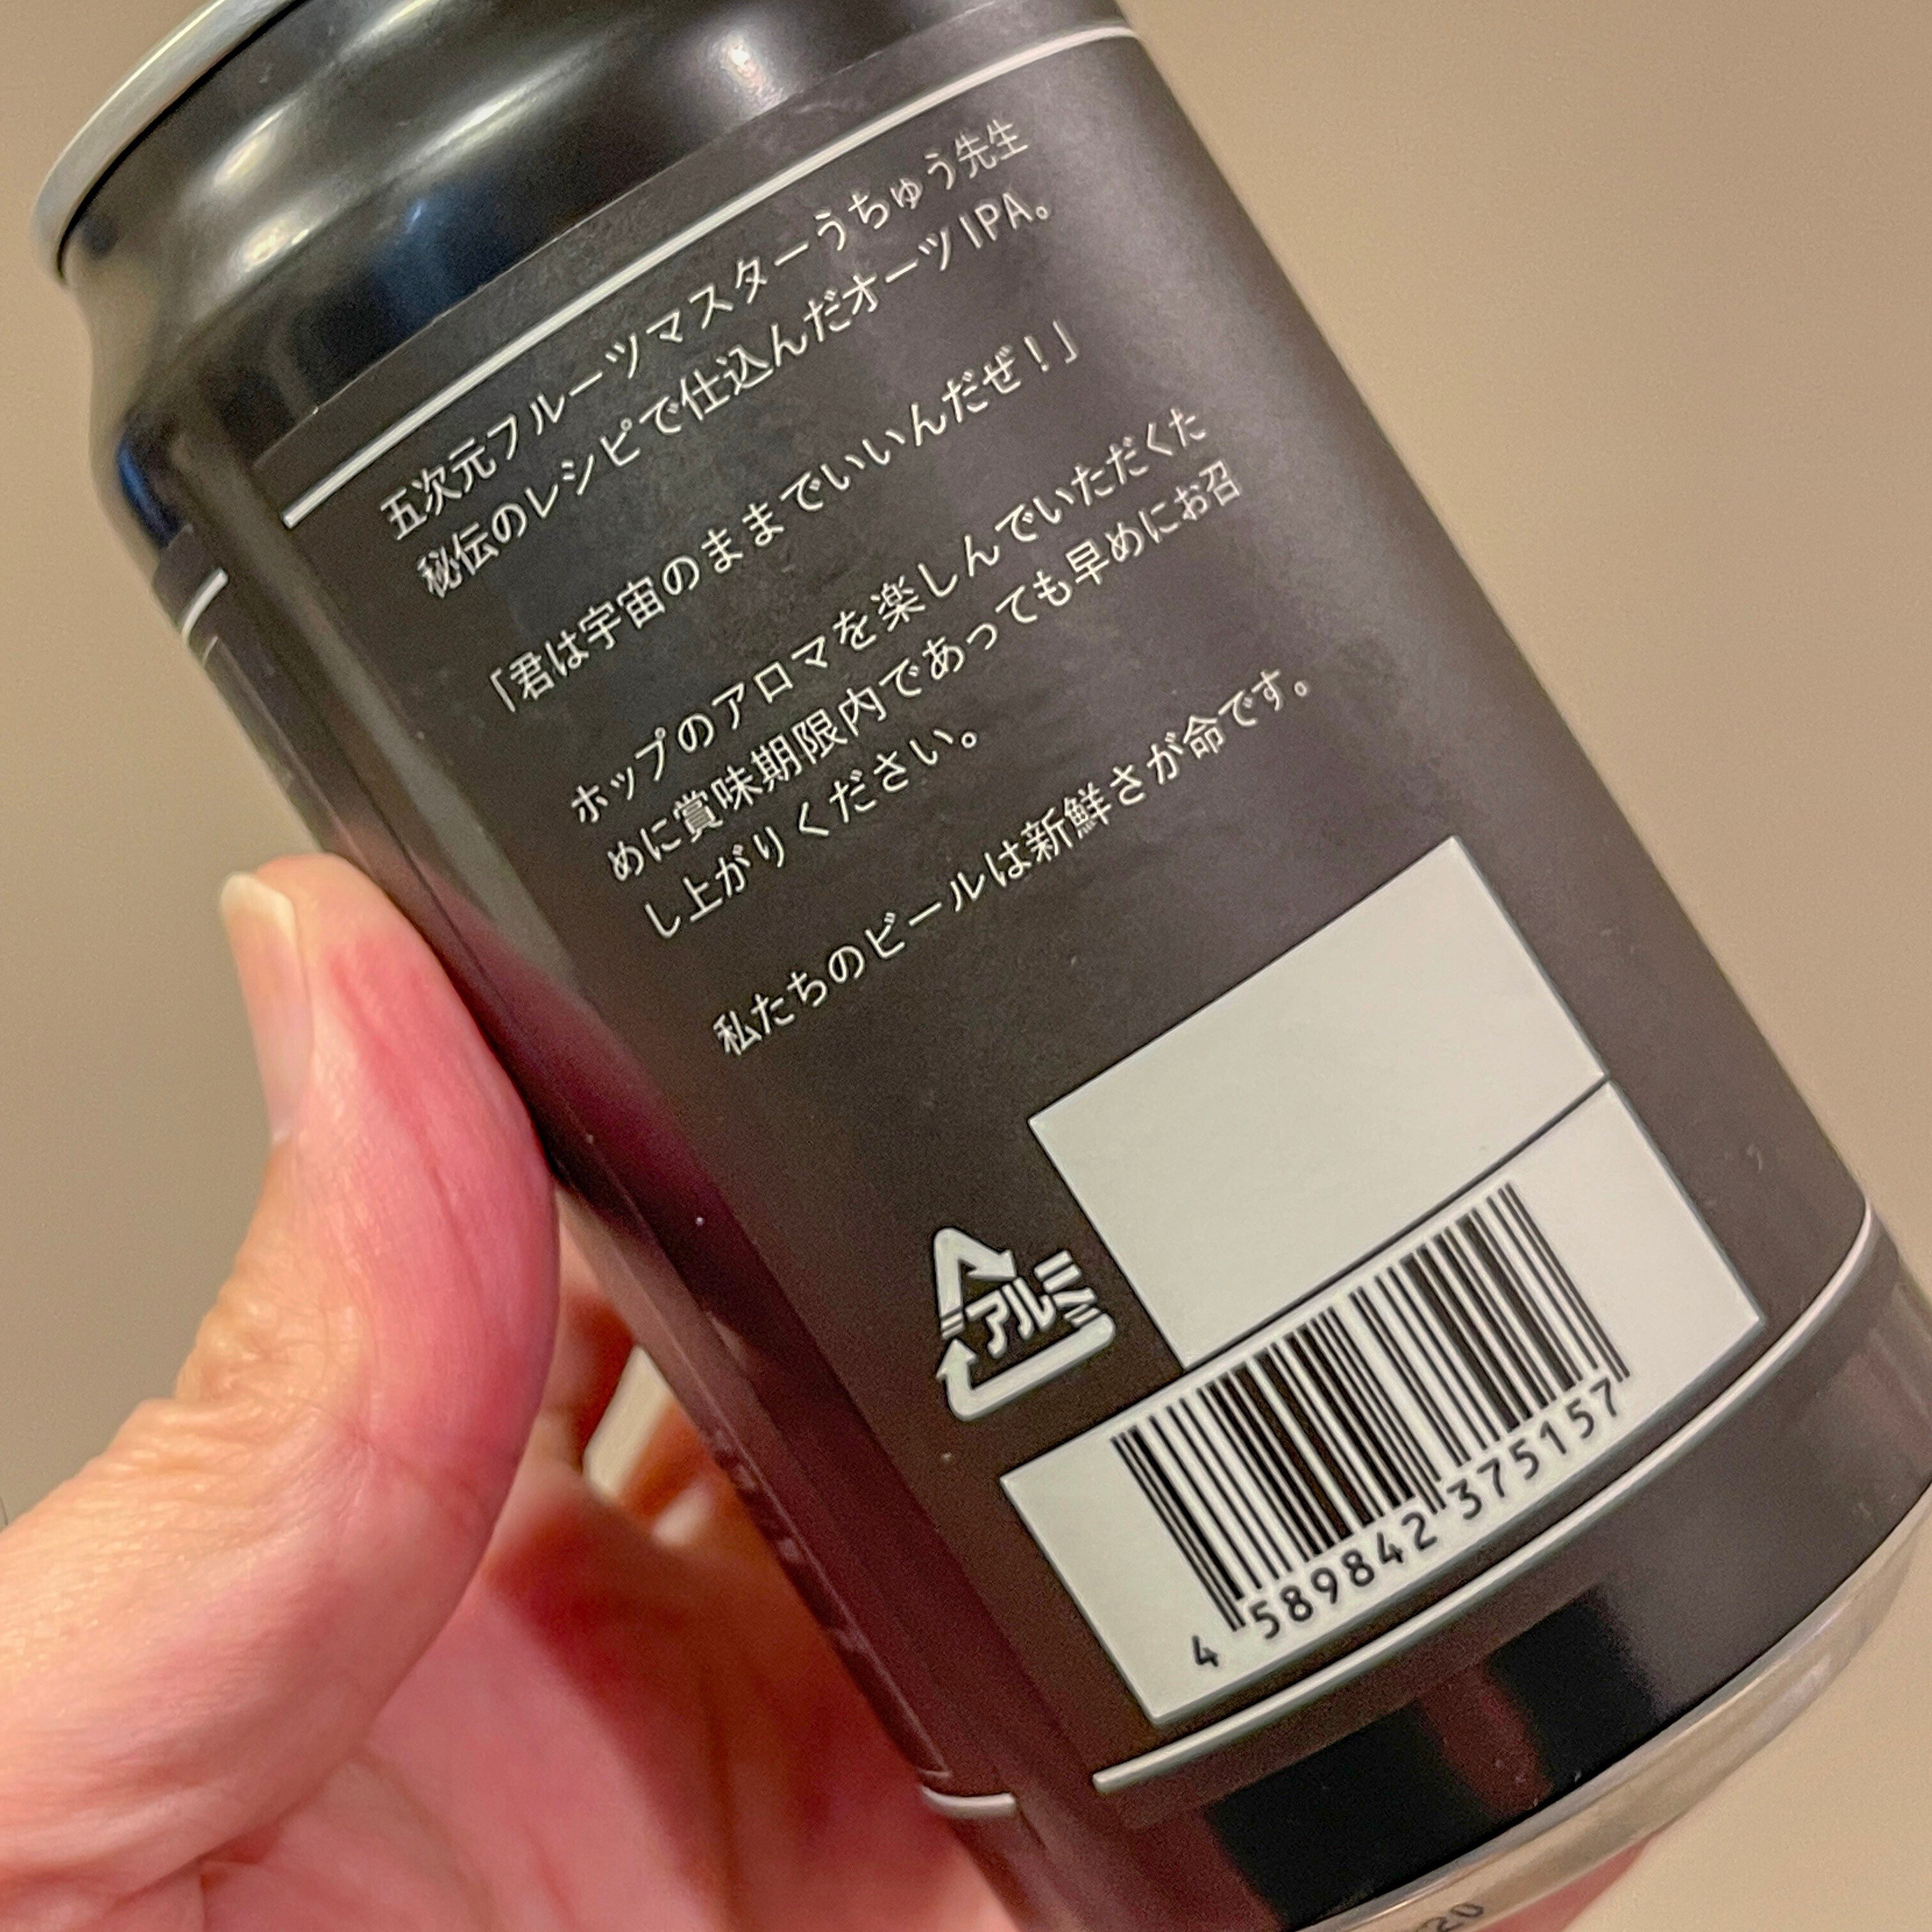 五次元フルーツマスターうちゅう先生
秘伝のレシピで仕込んだオーツIPA。
「君は宇宙のままでいいんだぜ！」
ホップのアロマを楽しんでいただくた
めに賞味期限内であっても早めにお召
し上がりください。
私たちのビールは新鮮さが命です。
アルミ
4 589842 375157